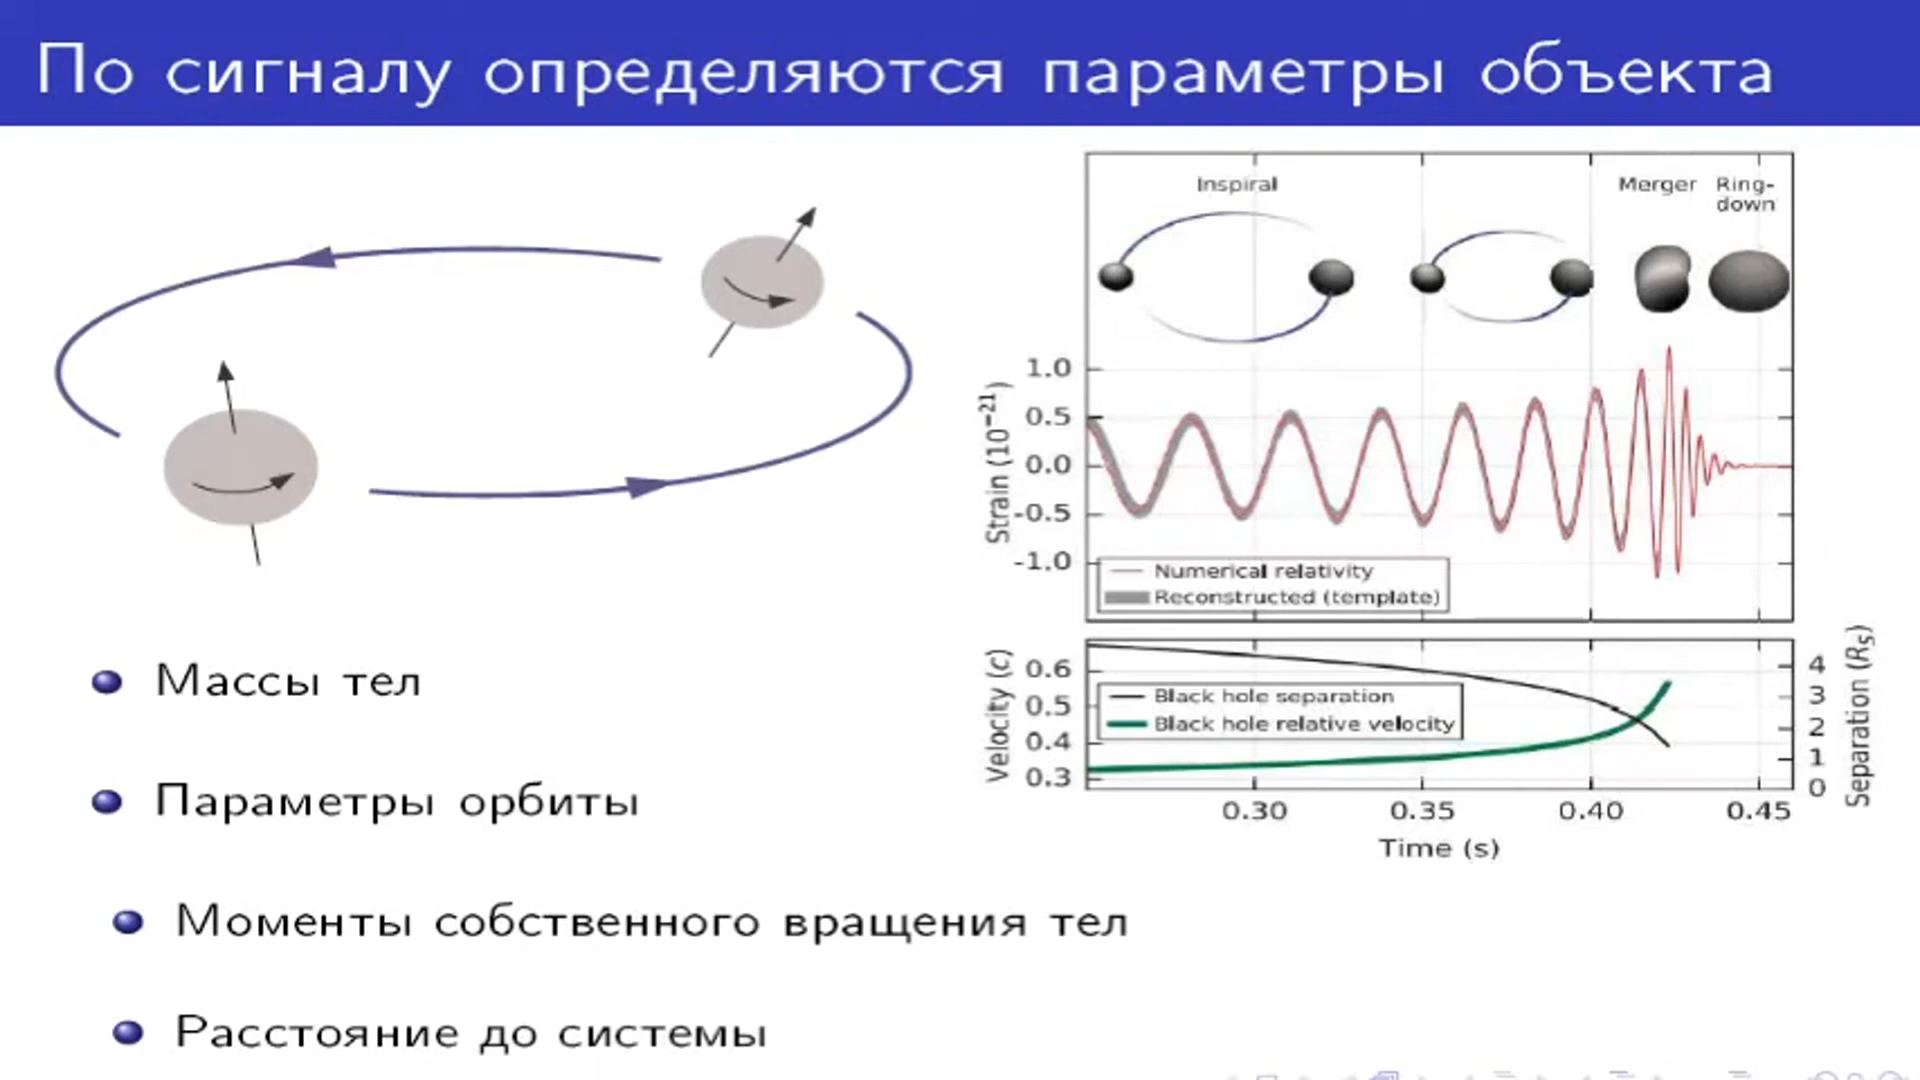 По сигналу определяются параметры объекта
Inspiral
Merger
Ring-
down
1.0
0.5
0.0
-0.5
-1.0
Strain (10⁻²¹)
Numerical relativity
Reconstructed (template)
Velocity (c)
0.6
0.5
0.4
0.3
Black hole separation
Black hole relative velocity
4
3
2
1
0
Separation (Rₛ)
0.30 0.35 0.40 0.45
Time (s)
Массы тел
Параметры орбиты
Моменты собственного вращения тел
Расстояние до системы